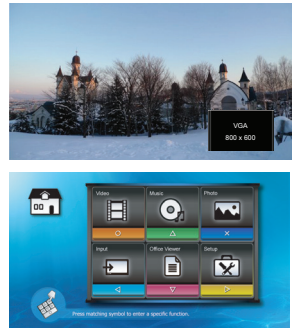 VGA
800 x 600
Video
Music
Photo
Input
Office Viewer
Setup
Press matching symbol to enter a specific function.